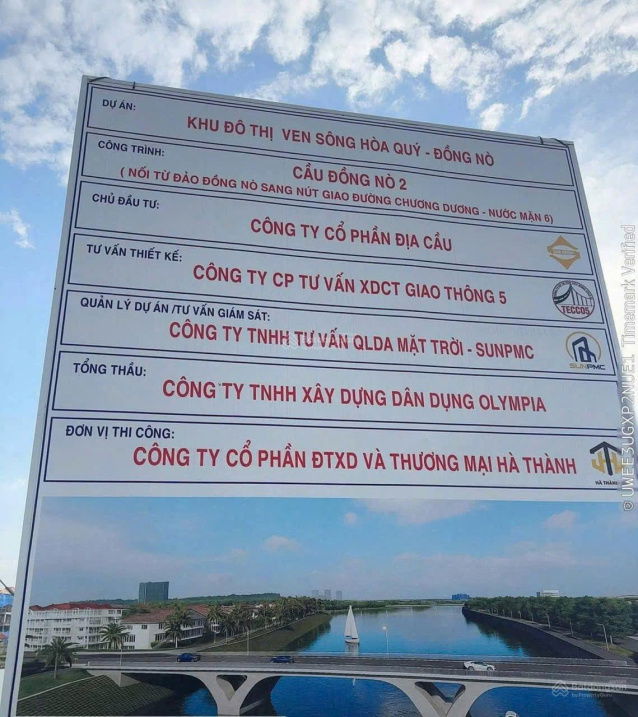 DỰ ÁN:
KHU ĐÔ THỊ VEN SÔNG HÒA QUÝ - ĐỒNG NÒ
CÔNG TRÌNH:
CẦU ĐỒNG NÒ 2
( NỐI TỪ ĐẢO ĐỒNG NÒ SANG NÚT GIAO ĐƯỜNG CHƯƠNG DƯƠNG - NƯỚC MẶN 6)
CHỦ ĐẦU TƯ:
CÔNG TY CỔ PHẦN ĐỊA CẦU
TƯ VẤN THIẾT KẾ:
CÔNG TY CP TƯ VẤN XDCT GIAO THÔNG 5
TECCO5
QUẢN LÝ DỰ ÁN /TƯ VẤN GIÁM SÁT:
CÔNG TY TNHH TƯ VẤN QLDA MẶT TRỜI - SUNPMC
SUNPMC
TỔNG THẦU:
CÔNG TY TNHH XÂY DỰNG DÂN DỤNG OLYMPIA
ĐƠN VỊ THI CÔNG:
CÔNG TY CỔ PHẦN ĐTXD VÀ THƯƠNG MẠI HÀ THÀNH
HÀ THÀNH
© UWEE3UGXP2NUE1 Timemark Verified
Batdongsan
by PropertyGuru